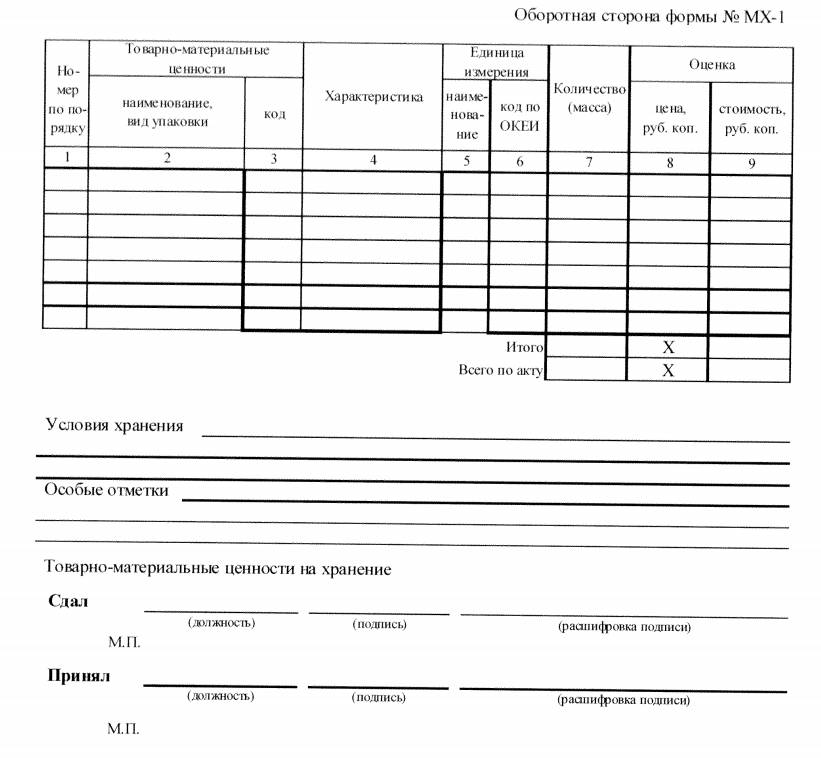 Оборотная сторона формы № МХ-1
Но-
мер
по по-
рядку
Товарно-материальные
ценности
наименование,
вид упаковки
код
Характеристика
Единица
измерения
наиме-
нова-
ние
код по
ОКЕИ
Количество
(масса)
Оценка
цена,
руб. коп.
стоимость,
руб. коп.
1 2 3 4 5 6 7 8 9
Итого X
Всего по акту X
Условия хранения
Особые отметки
Товарно-материальные ценности на хранение
Сдал
(должность) (подпись) (расшифровка подписи)
М.П.
Принял
(должность) (подпись) (расшифровка подписи)
М.П.